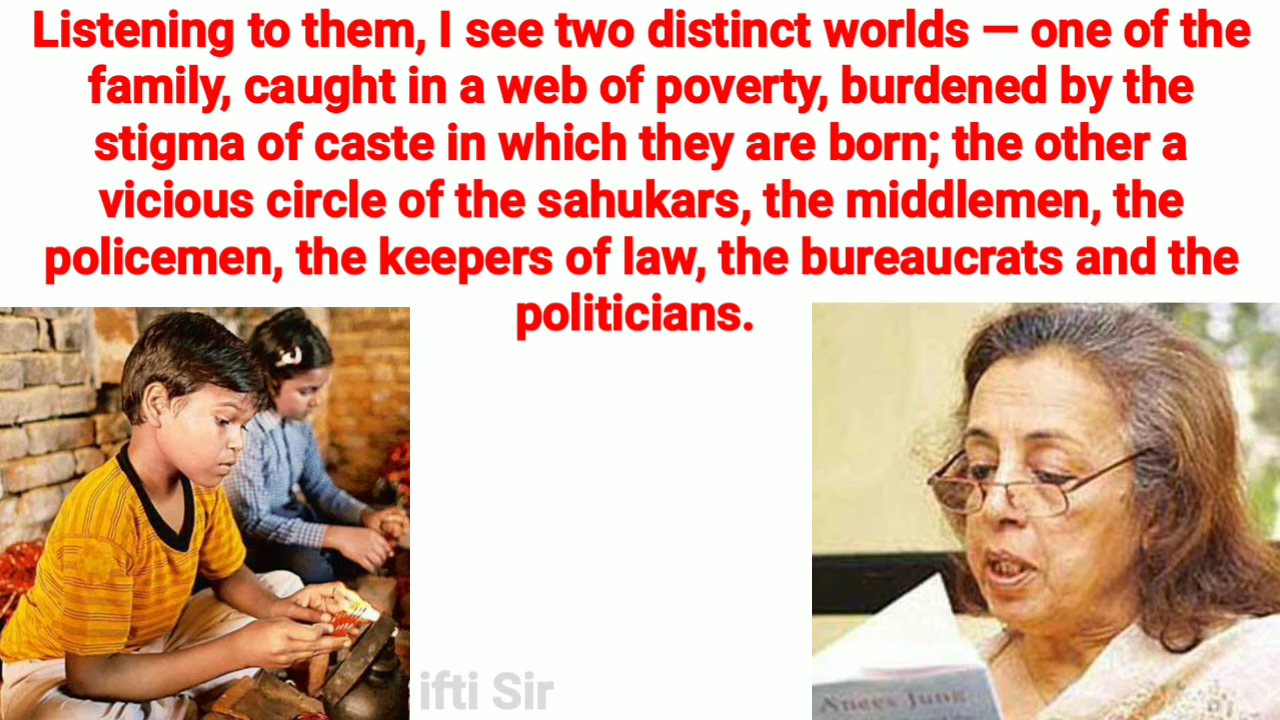 Listening to them, I see two distinct worlds — one of the
family, caught in a web of poverty, burdened by the
stigma of caste in which they are born; the other a
vicious circle of the sahukars, the middlemen, the
policemen, the keepers of law, the bureaucrats and the
politicians.
ifti Sir
Anees Jung